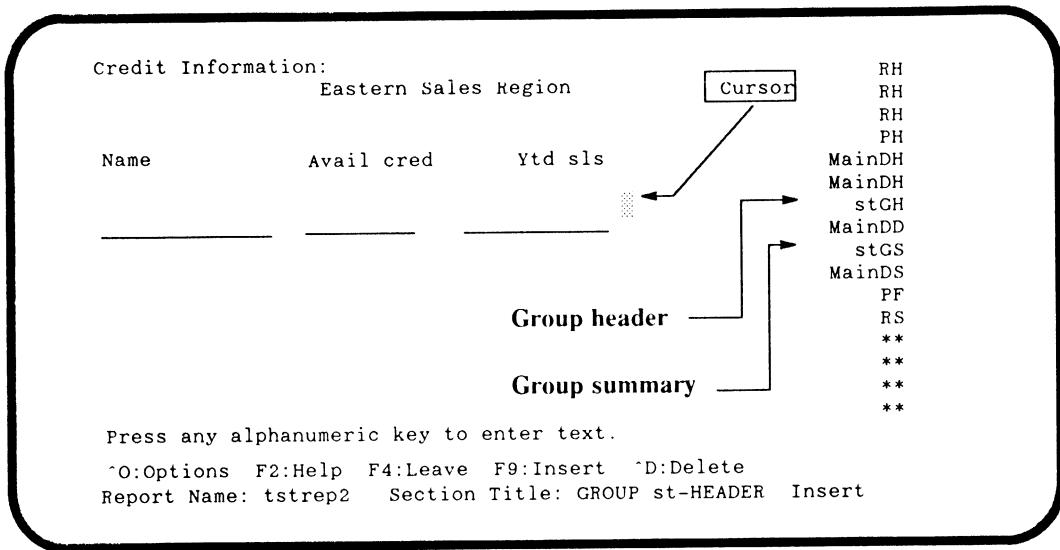 Credit Information: RH
Eastern Sales Region Cursor RH
RH
PH
Name Avail cred Ytd sls MainDH
MainDH
stGH
MainDD
stGS
MainDS
PF
Group header RS
**
**
Group summary **
**
Press any alphanumeric key to enter text.
^O:Options F2:Help F4:Leave F9:Insert ^D:Delete
Report Name: tstrep2 Section Title: GROUP st-HEADER Insert